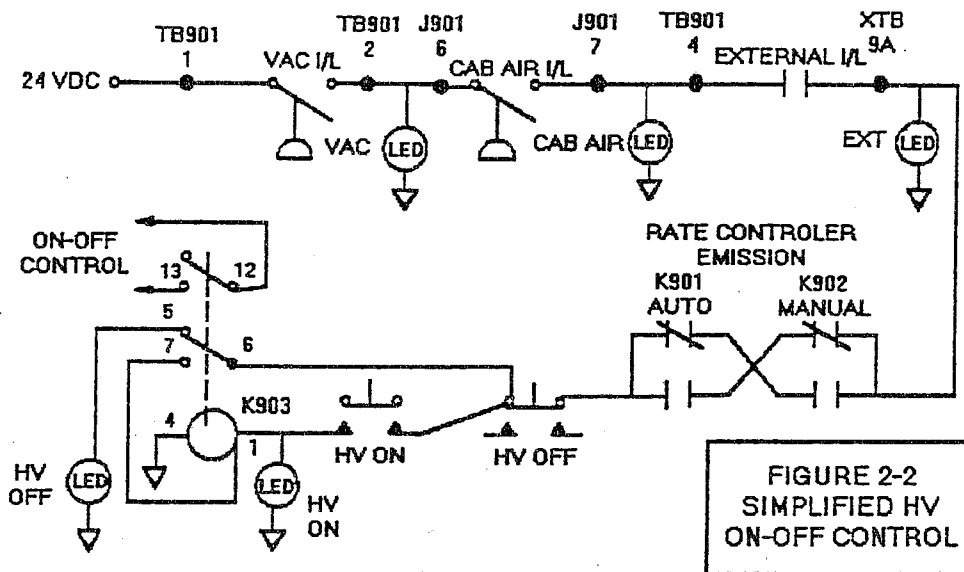 TB901
1
TB901
2
J901
6
J901
7
TB901
4
XTB
9A
24 VDC
VAC I/L
CAB AIR I/L
EXTERNAL I/L
VAC
LED
CAB AIR
LED
EXT
LED
ON-OFF
CONTROL
13
12
RATE CONTROLER
EMISSION
K901
AUTO
K902
MANUAL
5
7
6
K903
4
1
HV ON
HV OFF
HV
OFF
LED
LED
HV
ON
FIGURE 2-2
SIMPLIFIED HV
ON-OFF CONTROL